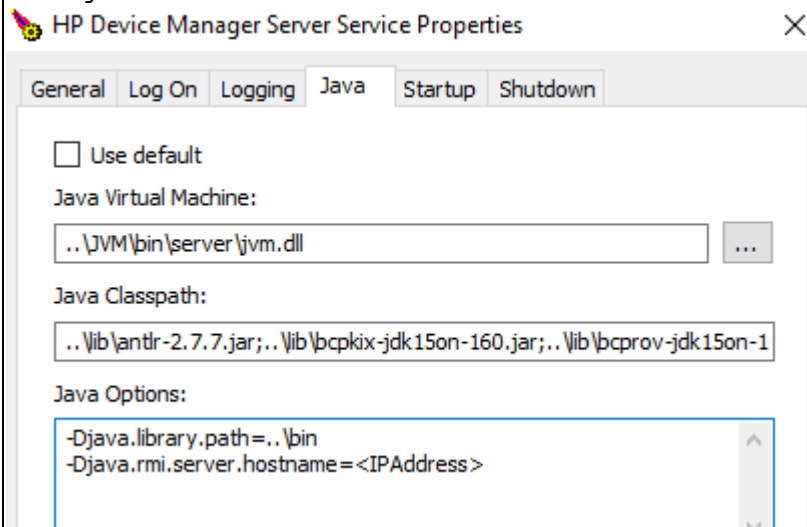 HP Device Manager Server Service Properties
General Log On Logging Java Startup Shutdown
Use default
Java Virtual Machine:
..\JVM\bin\server\jvm.dll
...
Java Classpath:
..\lib\antlr-2.7.7.jar;..\lib\bcpkix-jdk15on-160.jar;..\lib\bcprov-jdk15on-1
Java Options:
-Djava.library.path=..\bin
-Djava.rmi.server.hostname=<IPAddress>